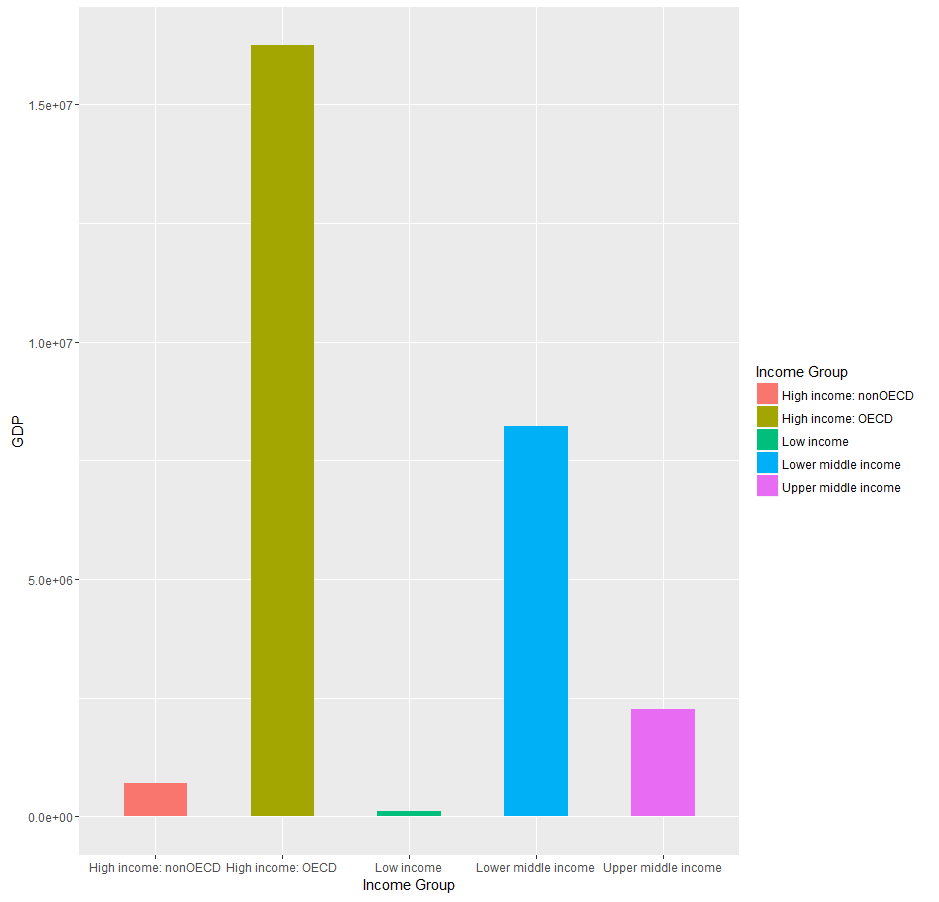 GDP
1.5e+07
1.0e+07
5.0e+06
0.0e+00
High income: nonOECD High income: OECD Low income Lower middle income Upper middle income
Income Group
Income Group
High income: nonOECD
High income: OECD
Low income
Lower middle income
Upper middle income